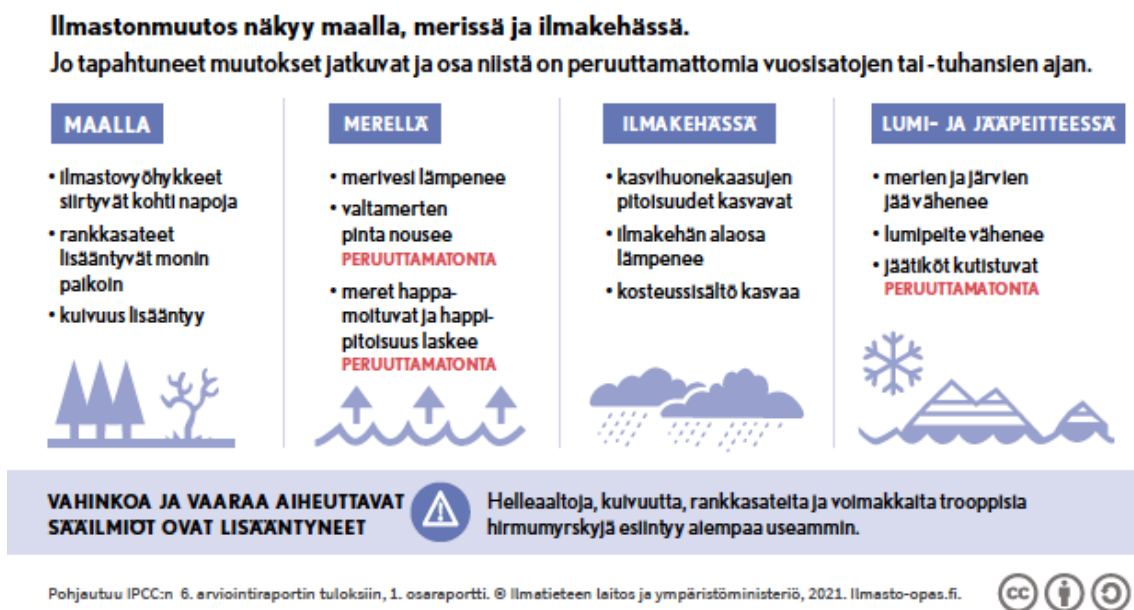 Ilmastonmuutos näkyy maalla, merissä ja ilmakehässä.
Jo tapahtuneet muutokset jatkuvat ja osa niistä on peruuttamattomia vuosisatojen tai -tuhansien ajan.
MAALLA
• ilmastovyöhykkeet
siirtyvät kohti napoja
• rankkasateet
lisääntyvät monin
paikoin
• kuivuus lisääntyy
MERELLÄ
• merivesi lämpenee
• valtamerten
pinta nousee
PERUUTTAMATONTA
• meret happa-
moituvat ja happi-
pitoisuus laskee
PERUUTTAMATONTA
ILMAKEHÄSSÄ
• kasvihuonekaasujen
pitoisuudet kasvavat
• ilmakehän alaosa
lämpenee
• kosteussisältö kasvaa
LUMI- JA JÄÄPEITTEESSÄ
• merien ja järvien
jää vähenee
• lumipeite vähenee
• jäätiköt kutistuvat
PERUUTTAMATONTA
VAHINKOA JA VAARAA AIHEUTTAVAT
SÄÄILMIÖT OVAT LISÄÄNTYNEET
Helleaaltoja, kuivuutta, rankkasateita ja voimakkaita trooppisia
hirmumyrskyjä esiintyy aiempaa useammin.
Pohjautuu IPCC:n 6. arviointiraportin tuloksiin, 1. osaraportti. © Ilmatieteen laitos ja ympäristöministeriö, 2021. Ilmasto-opas.fi.
cc